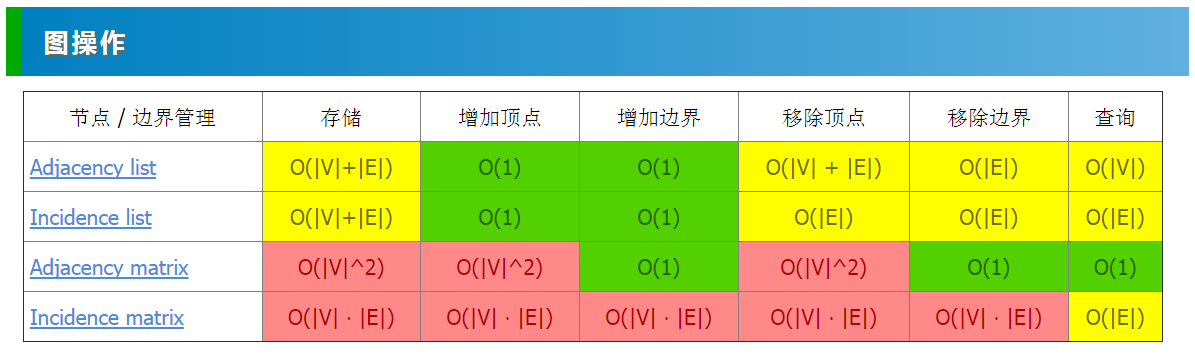 图操作
节点 / 边界管理 存储 增加顶点 增加边界 移除顶点 移除边界 查询
Adjacency list O(|V|+|E|) O(1) O(1) O(|V| + |E|) O(|E|) O(|V|)
Incidence list O(|V|+|E|) O(1) O(1) O(|E|) O(|E|) O(|E|)
Adjacency matrix O(|V|^2) O(|V|^2) O(1) O(|V|^2) O(1) O(1)
Incidence matrix O(|V| · |E|) O(|V| · |E|) O(|V| · |E|) O(|V| · |E|) O(|V| · |E|) O(|E|)